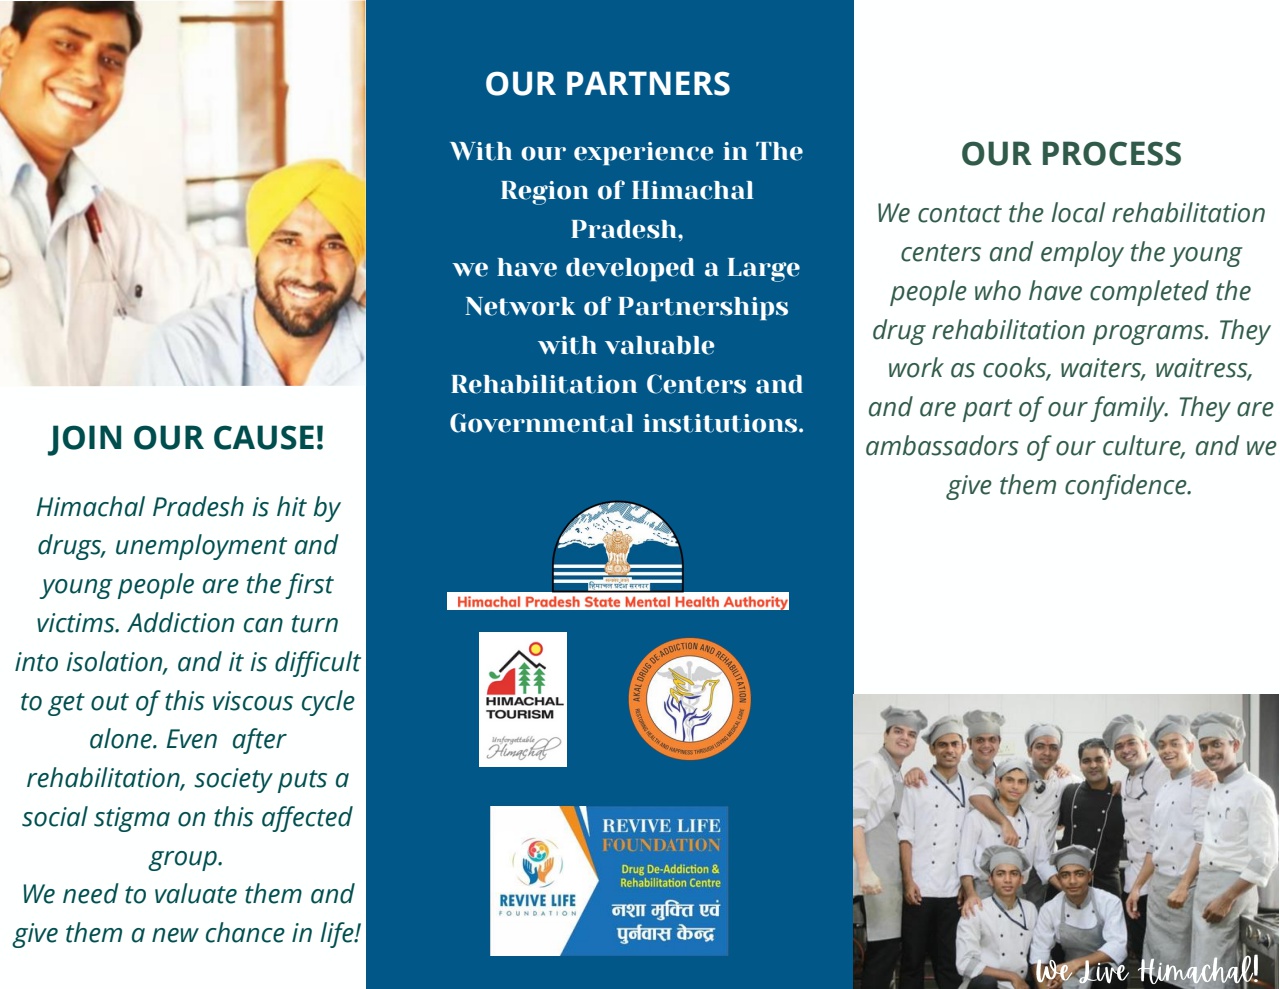 JOIN OUR CAUSE!
Himachal Pradesh is hit by
drugs, unemployment and
young people are the first
victims. Addiction can turn
into isolation, and it is difficult
to get out of this viscous cycle
alone. Even  after
rehabilitation, society puts a
social stigma on this affected
group.
We need to valuate them and
give them a new chance in life!
OUR PARTNERS
With our experience in The
Region of Himachal
Pradesh,
we have developed a Large
Network of Partnerships
with valuable
Rehabilitation Centers and
Governmental institutions.
हिमाचल प्रदेश सरकार
Himachal Pradesh State Mental Health Authority
HIMACHAL
TOURISM
Unforgettable
Himachal
AKAL DRUG DE-ADDICTION AND REHABILITATION
RESTORING HEALTH AND HAPPINESS THROUGH LOVING MEDICAL CARE
REVIVE LIFE
FOUNDATION
REVIVE LIFE
FOUNDATION
Drug De-Addiction &
Rehabilitation Centre
नशा मुक्ति एवं
पुर्नवास केन्द्र
OUR PROCESS
We contact the local rehabilitation
centers and employ the young
people who have completed the
drug rehabilitation programs. They
work as cooks, waiters, waitress,
and are part of our family. They are
ambassadors of our culture, and we
give them confidence.
We Live Himachal!